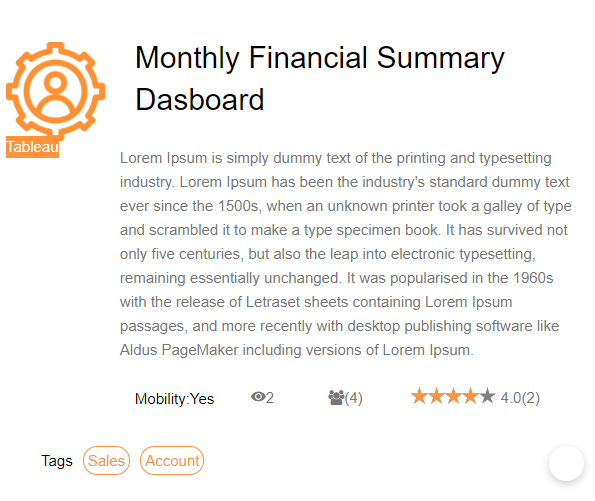 Monthly Financial Summary
Dasboard
Tableau
Lorem Ipsum is simply dummy text of the printing and typesetting
industry. Lorem Ipsum has been the industry's standard dummy text
ever since the 1500s, when an unknown printer took a galley of type
and scrambled it to make a type specimen book. It has survived not
only five centuries, but also the leap into electronic typesetting,
remaining essentially unchanged. It was popularised in the 1960s
with the release of Letraset sheets containing Lorem Ipsum
passages, and more recently with desktop publishing software like
Aldus PageMaker including versions of Lorem Ipsum.
Mobility:Yes 2 (4) 4.0(2)
Tags Sales Account